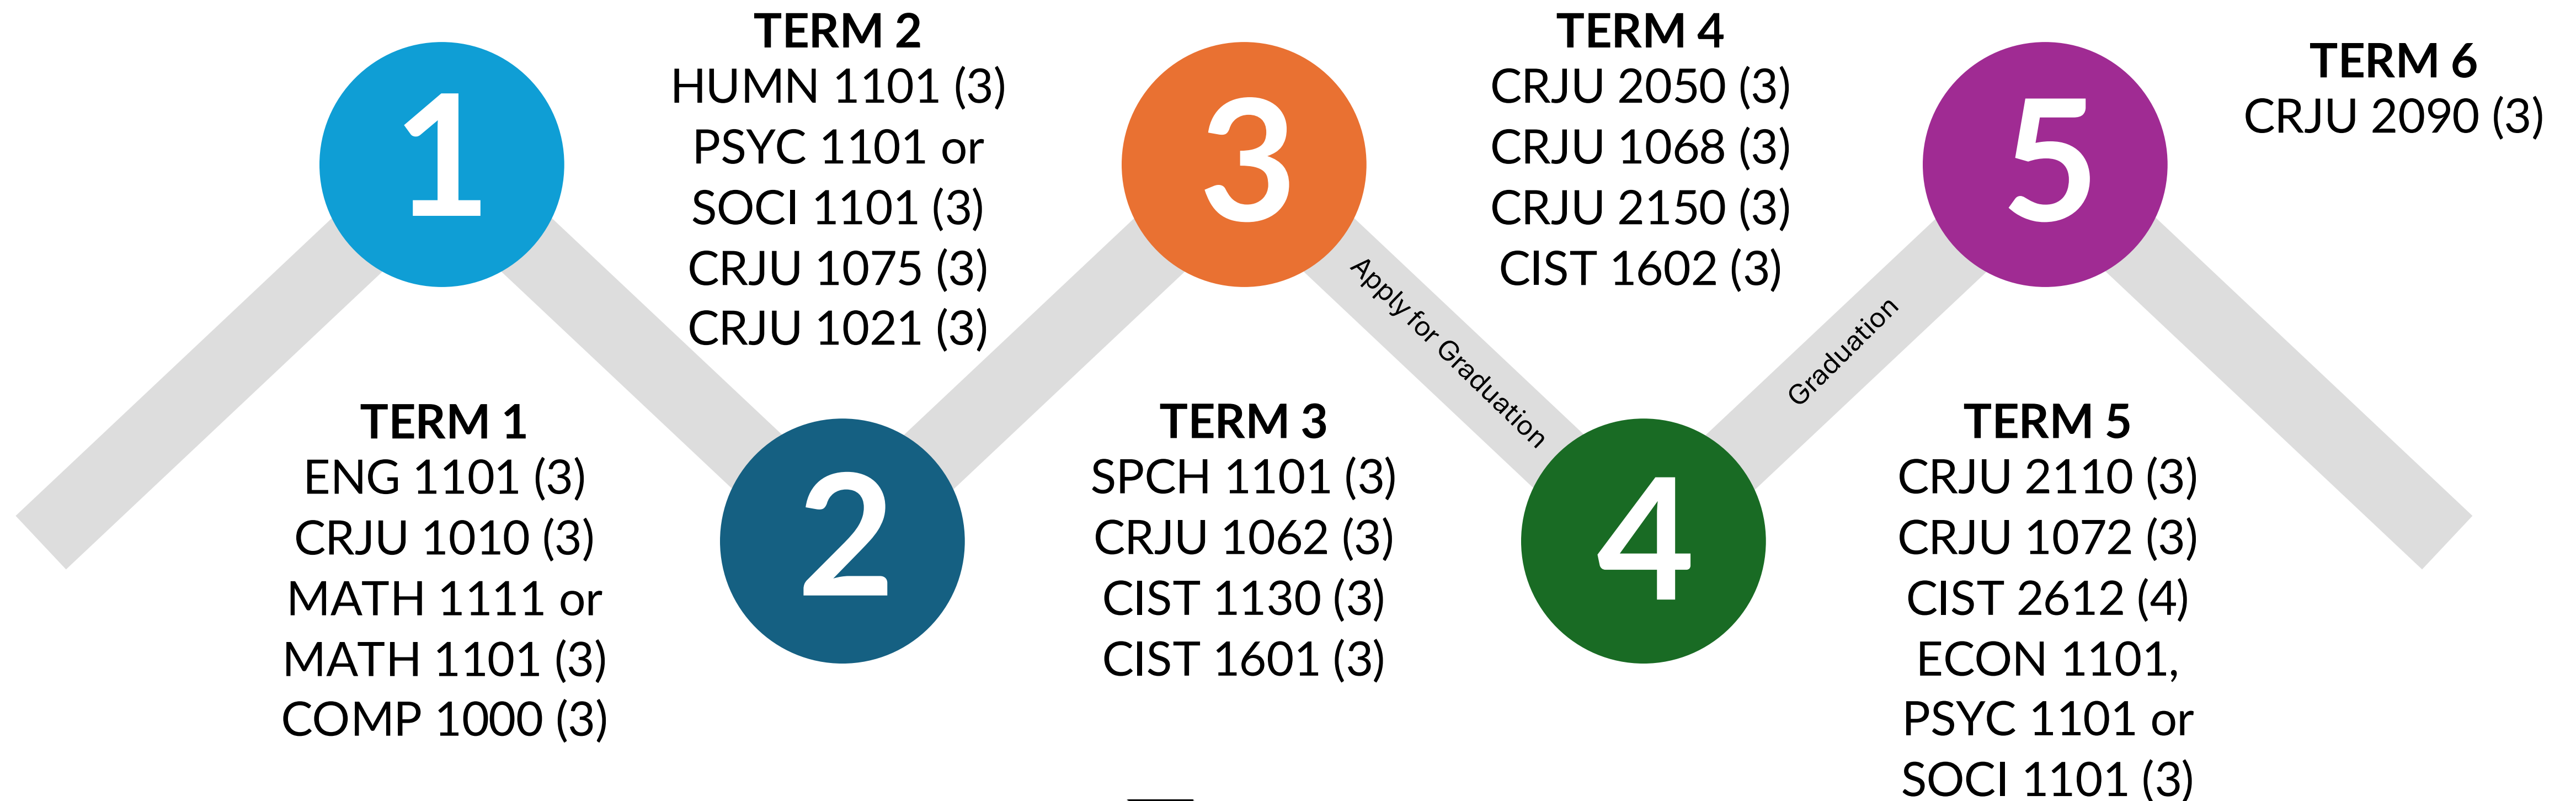 1
TERM 1
ENG 1101 (3)
CRJU 1010 (3)
MATH 1111 or
MATH 1101 (3)
COMP 1000 (3)
TERM 2
HUMN 1101 (3)
PSYC 1101 or
SOCI 1101 (3)
CRJU 1075 (3)
CRJU 1021 (3)
2
3
TERM 3
SPCH 1101 (3)
CRJU 1062 (3)
CIST 1130 (3)
CIST 1601 (3)
Apply for Graduation
TERM 4
CRJU 2050 (3)
CRJU 1068 (3)
CRJU 2150 (3)
CIST 1602 (3)
4
Graduation
5
TERM 5
CRJU 2110 (3)
CRJU 1072 (3)
CIST 2612 (4)
ECON 1101,
PSYC 1101 or
SOCI 1101 (3)
TERM 6
CRJU 2090 (3)